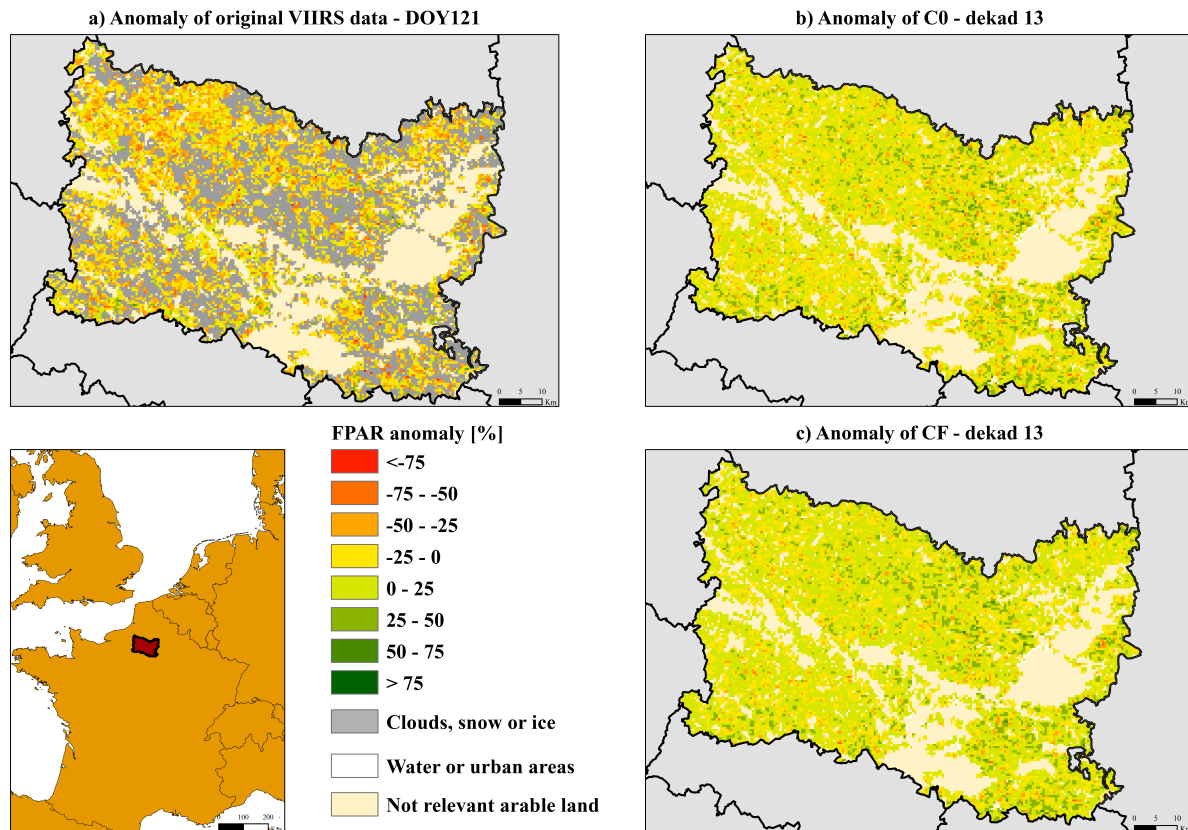 a) Anomaly of original VIIRS data - DOY121
b) Anomaly of C0 - dekad 13
0 5 10
Km
0 5 10
Km
FPAR anomaly [%]
<-75
-75 - -50
-50 - -25
-25 - 0
0 - 25
25 - 50
50 - 75
> 75
Clouds, snow or ice
Water or urban areas
Not relevant arable land
0 100 200
Km
c) Anomaly of CF - dekad 13
0 5 10
Km